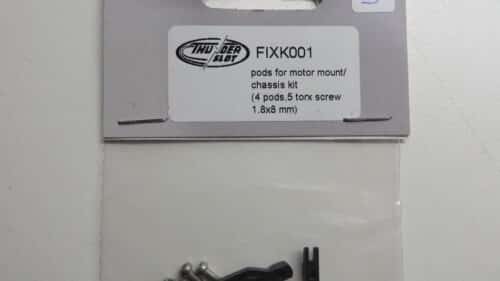 THUNDER
SLOT
FIXK001
pods for motor mount/
chassis kit
(4 pods,5 torx screw
1.8x8 mm)